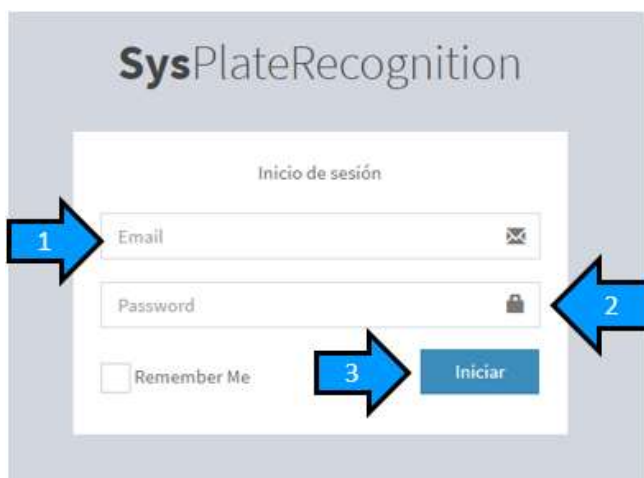 SysPlateRecognition
Inicio de sesión
1
Email
Password
2
Remember Me
3
Iniciar